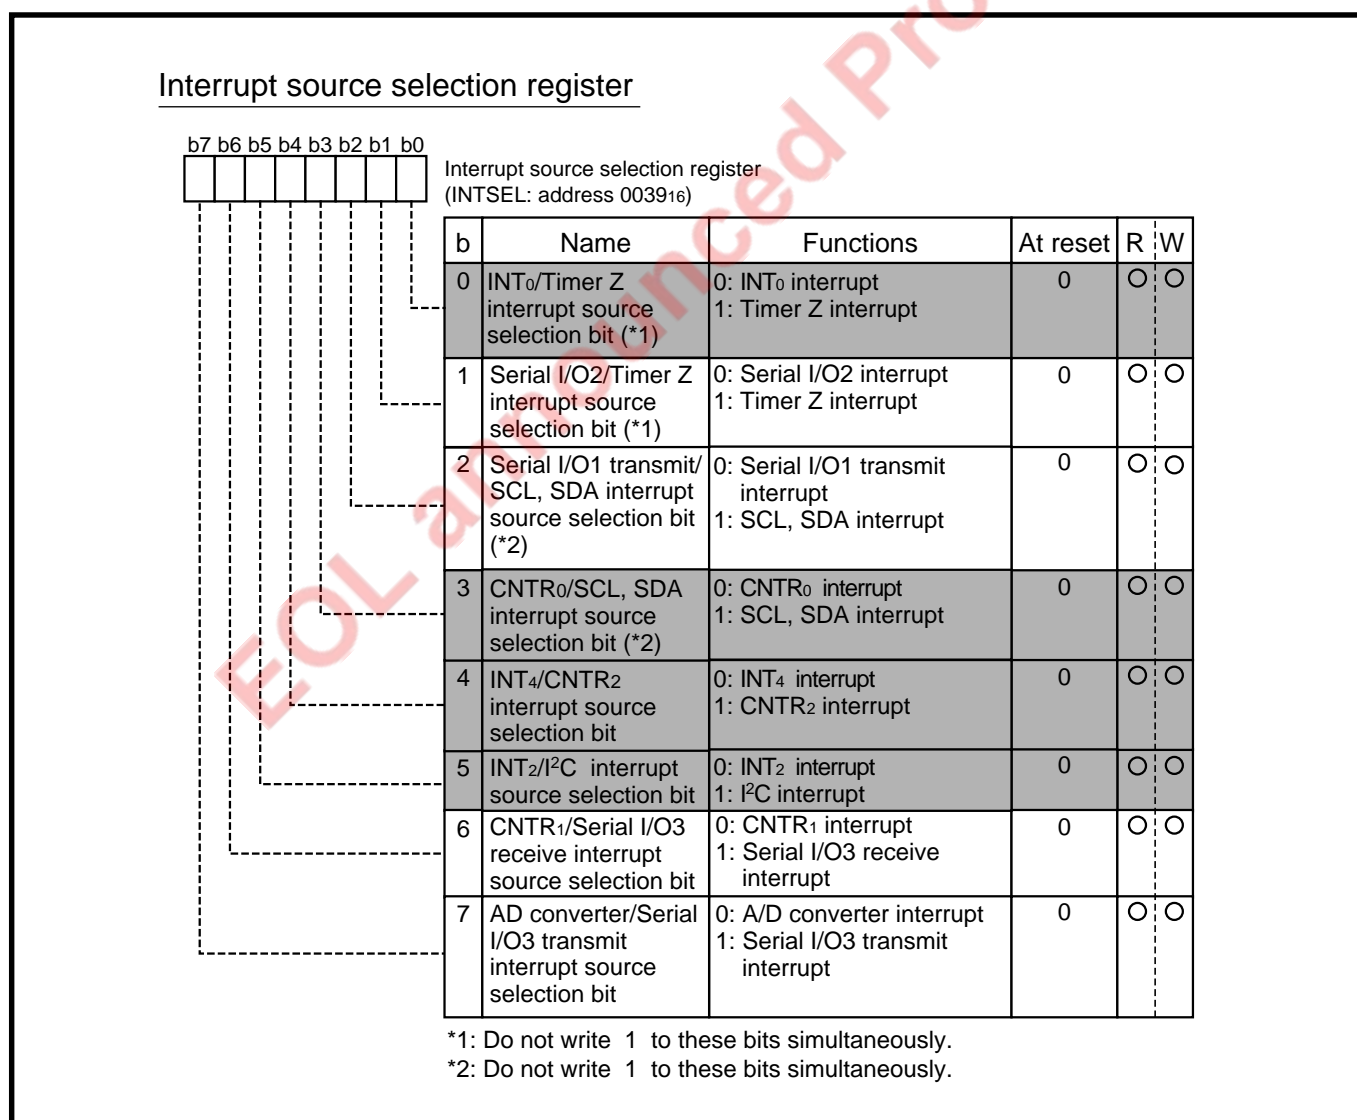 Interrupt source selection register
b7 b6 b5 b4 b3 b2 b1 b0
Interrupt source selection register
(INTSEL: address 003916)
b Name Functions At reset R W
0 INT0/Timer Z interrupt source selection bit (*1) 0: INT0 interrupt 1: Timer Z interrupt 0 ○ ○
1 Serial I/O2/Timer Z interrupt source selection bit (*1) 0: Serial I/O2 interrupt 1: Timer Z interrupt 0 ○ ○
2 Serial I/O1 transmit/ SCL, SDA interrupt source selection bit (*2) 0: Serial I/O1 transmit interrupt 1: SCL, SDA interrupt 0 ○ ○
3 CNTR0/SCL, SDA interrupt source selection bit (*2) 0: CNTR0 interrupt 1: SCL, SDA interrupt 0 ○ ○
4 INT4/CNTR2 interrupt source selection bit 0: INT4 interrupt 1: CNTR2 interrupt 0 ○ ○
5 INT2/I2C interrupt source selection bit 0: INT2 interrupt 1: I2C interrupt 0 ○ ○
6 CNTR1/Serial I/O3 receive interrupt source selection bit 0: CNTR1 interrupt 1: Serial I/O3 receive interrupt 0 ○ ○
7 AD converter/Serial I/O3 transmit interrupt source selection bit 0: A/D converter interrupt 1: Serial I/O3 transmit interrupt 0 ○ ○
*1: Do not write 1 to these bits simultaneously.
*2: Do not write 1 to these bits simultaneously.
EOL announced Pro